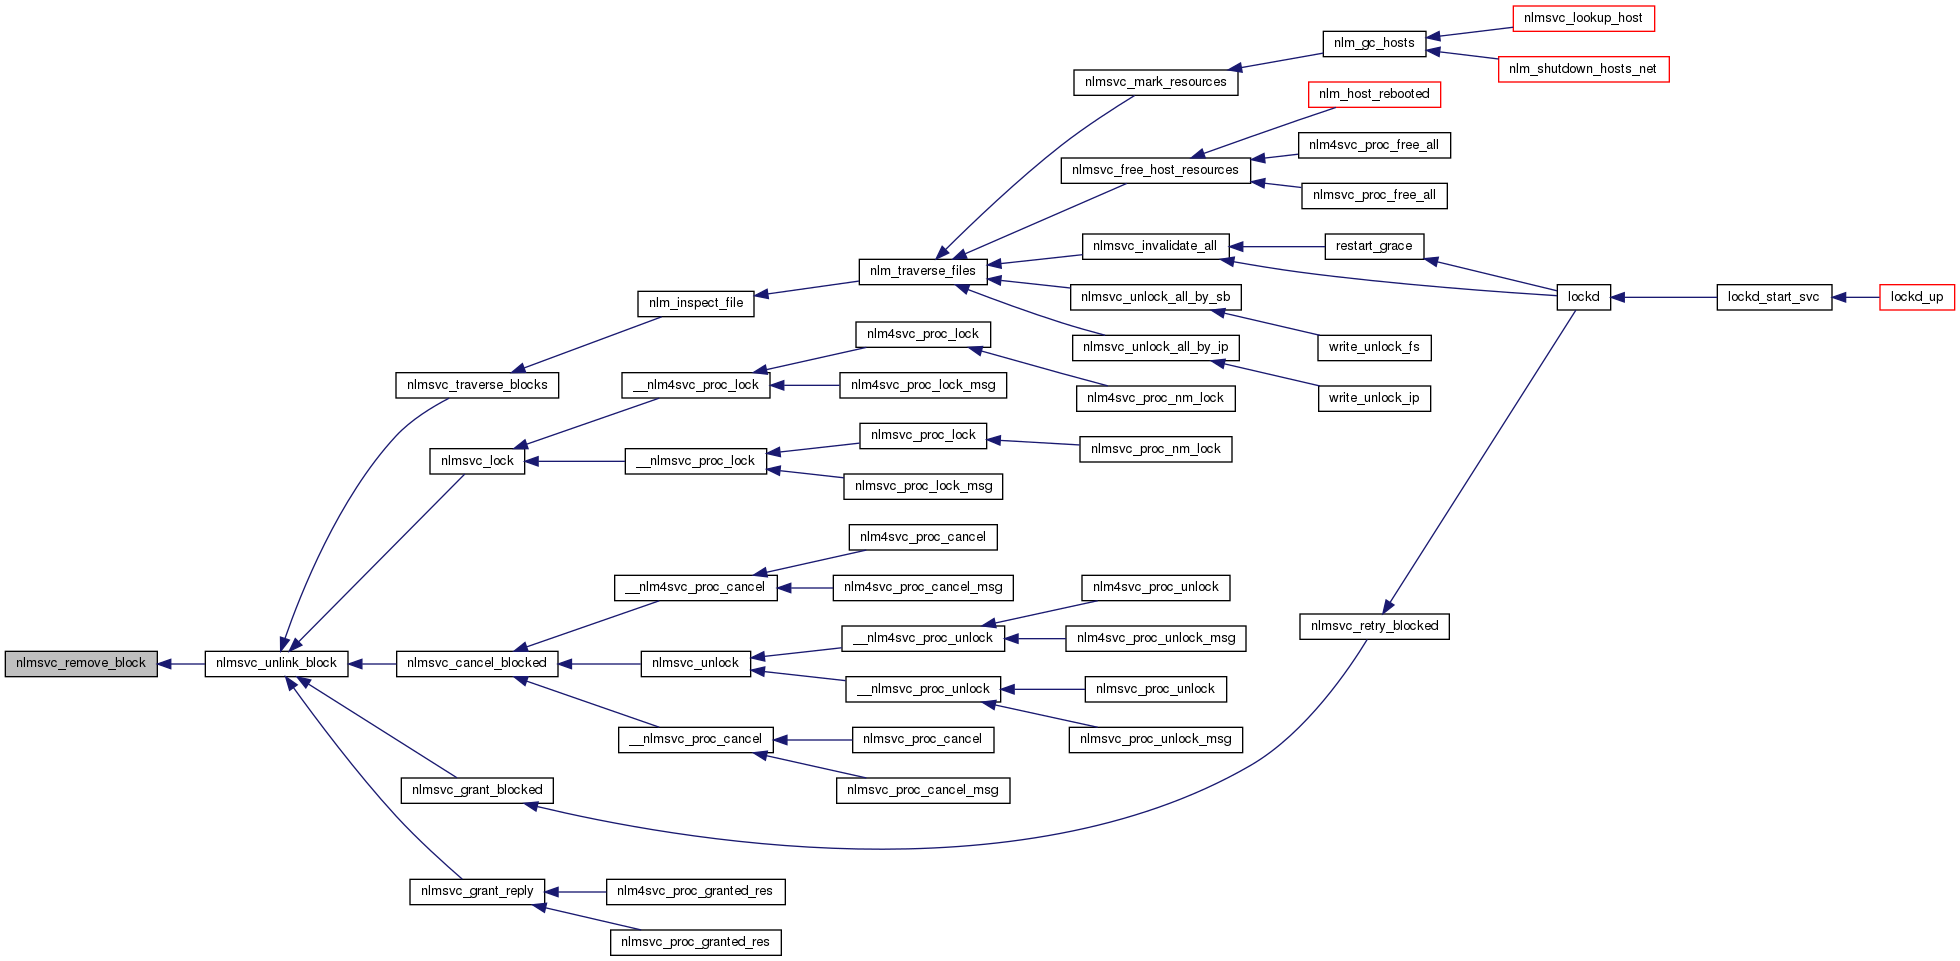 nlmsvc_lookup_host
nlm_gc_hosts
nlm_shutdown_hosts_net
nlmsvc_mark_resources
nlm_host_rebooted
nlm4svc_proc_free_all
nlmsvc_free_host_resources
nlmsvc_proc_free_all
nlmsvc_invalidate_all
restart_grace
nlm_traverse_files
nlmsvc_unlock_all_by_sb
lockd
lockd_start_svc
lockd_up
nlm_inspect_file
nlm4svc_proc_lock
nlmsvc_unlock_all_by_ip
write_unlock_fs
nlmsvc_traverse_blocks
__nlm4svc_proc_lock
nlm4svc_proc_lock_msg
nlm4svc_proc_nm_lock
write_unlock_ip
nlmsvc_proc_lock
nlmsvc_proc_nm_lock
nlmsvc_lock
__nlmsvc_proc_lock
nlmsvc_proc_lock_msg
nlm4svc_proc_cancel
__nlm4svc_proc_cancel
nlm4svc_proc_cancel_msg
nlm4svc_proc_unlock
nlmsvc_retry_blocked
__nlm4svc_proc_unlock
nlm4svc_proc_unlock_msg
nlmsvc_remove_block
nlmsvc_unlink_block
nlmsvc_cancel_blocked
nlmsvc_unlock
__nlmsvc_proc_unlock
nlmsvc_proc_unlock
__nlmsvc_proc_cancel
nlmsvc_proc_cancel
nlmsvc_proc_unlock_msg
nlmsvc_grant_blocked
nlmsvc_proc_cancel_msg
nlmsvc_grant_reply
nlm4svc_proc_granted_res
nlmsvc_proc_granted_res